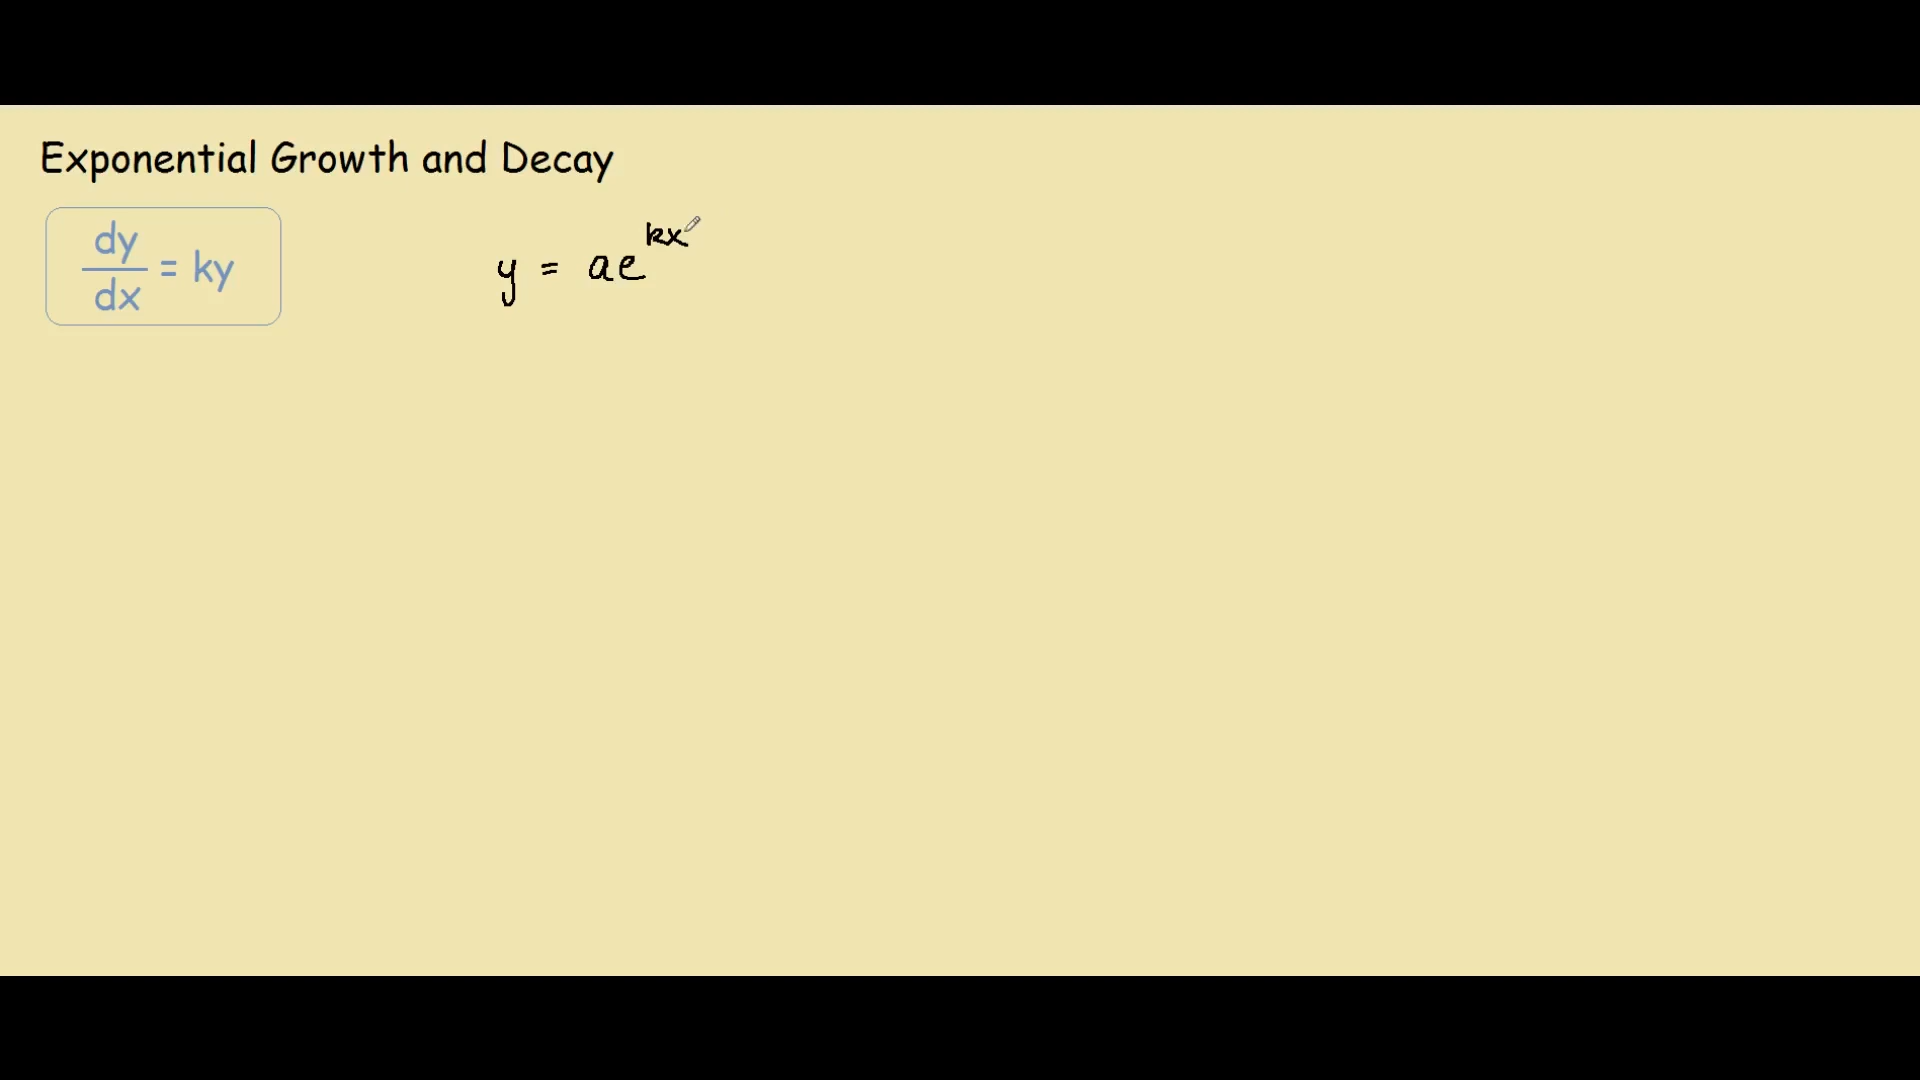 Exponential Growth and Decay
dy/dx = ky
y = ae^kx